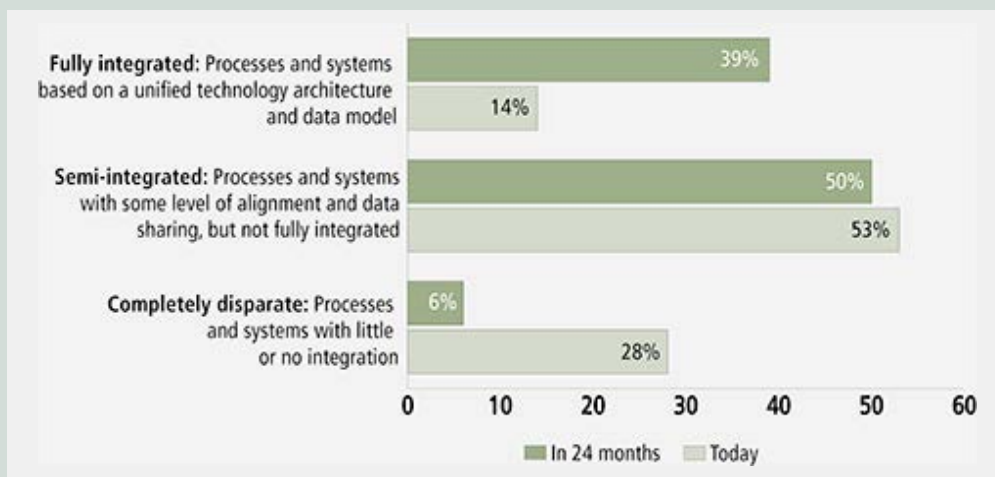 Fully integrated: Processes and systems
based on a unified technology architecture
and data model
39%
14%
Semi-integrated: Processes and systems
with some level of alignment and data
sharing, but not fully integrated
50%
53%
Completely disparate: Processes
and systems with little
or no integration
6%
28%
0 10 20 30 40 50 60
In 24 months Today